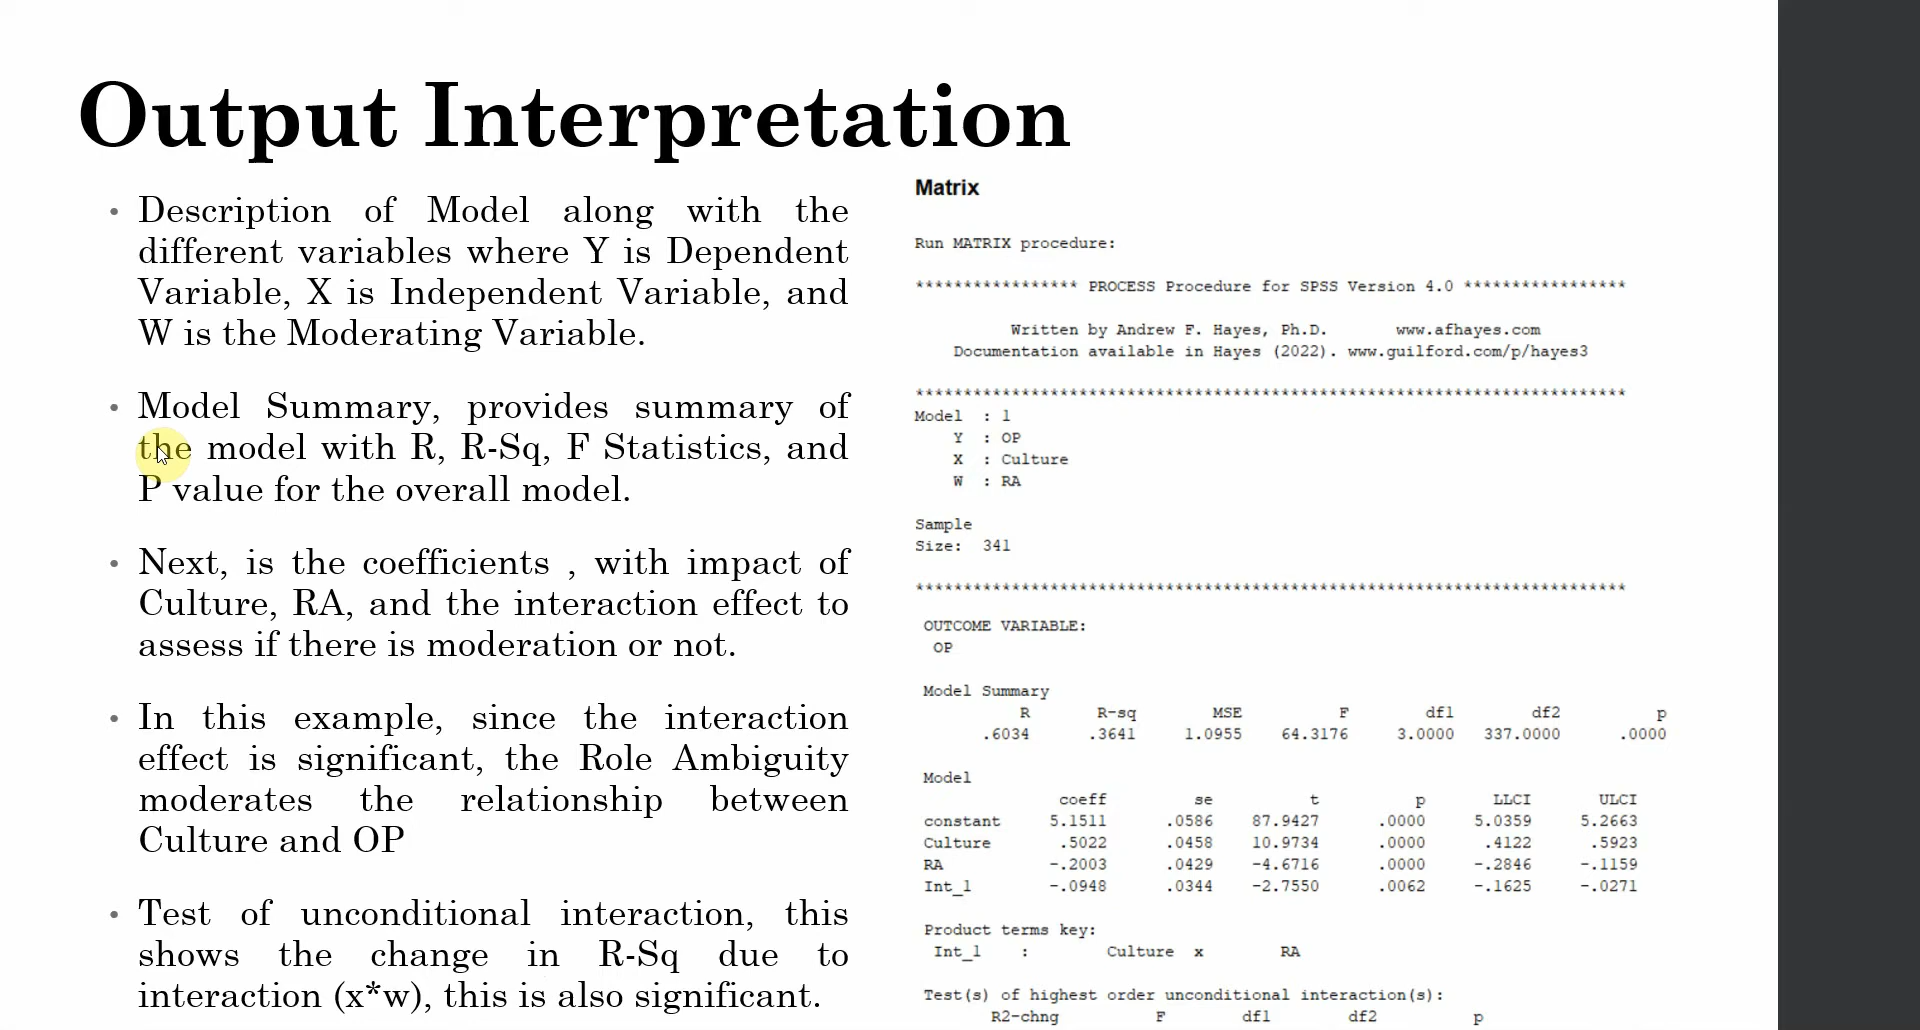 Output Interpretation
• Description of Model along with the
different variables where Y is Dependent
Variable, X is Independent Variable, and
W is the Moderating Variable.
• Model Summary, provides summary of
the model with R, R-Sq, F Statistics, and
P value for the overall model.
• Next, is the coefficients , with impact of
Culture, RA, and the interaction effect to
assess if there is moderation or not.
• In this example, since the interaction
effect is significant, the Role Ambiguity
moderates the relationship between
Culture and OP
• Test of unconditional interaction, this
shows the change in R-Sq due to
interaction (x*w), this is also significant.
Matrix
Run MATRIX procedure:
***************** PROCESS Procedure for SPSS Version 4.0 *****************
Written by Andrew F. Hayes, Ph.D. www.afhayes.com
Documentation available in Hayes (2022). www.guilford.com/p/hayes3
**************************************************************************
Model : 1
Y : OP
X : Culture
W : RA
Sample
Size: 341
**************************************************************************
OUTCOME VARIABLE:
OP
Model Summary
R R-sq MSE F df1 df2 p
.6034 .3641 1.0955 64.3176 3.0000 337.0000 .0000
Model
coeff se t p LLCI ULCI
constant 5.1511 .0586 87.9427 .0000 5.0359 5.2663
Culture .5022 .0458 10.9734 .0000 .4122 .5923
RA -.2003 .0429 -4.6716 .0000 -.2846 -.1159
Int_1 -.0948 .0344 -2.7550 .0062 -.1625 -.0271
Product terms key:
Int_1 : Culture x RA
Test(s) of highest order unconditional interaction(s):
R2-chng F df1 df2 p